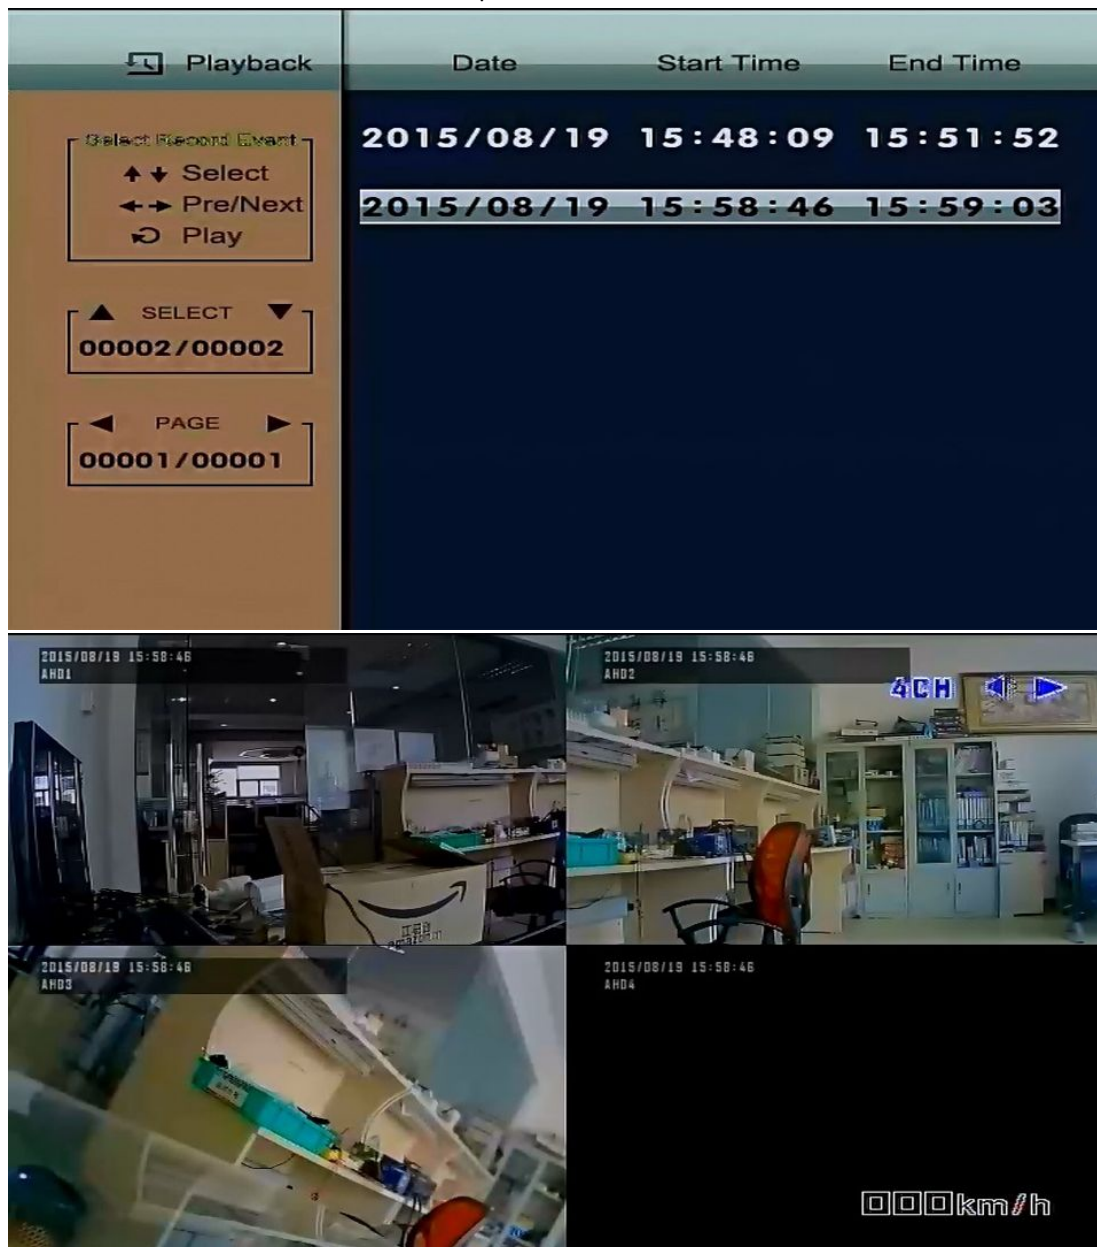 Playback
Date Start Time End Time
Select Record Event
Select
Pre/Next
Play
SELECT
00002/00002
PAGE
00001/00001
2015/08/19 15:48:09 15:51:52
2015/08/19 15:58:46 15:59:03
2015/08/19 15:58:46
AHD1
2015/08/19 15:58:46
AHD2
4CH
amazon
2015/08/19 15:58:46
AHD3
2015/08/19 15:58:46
AHD4
000km/h